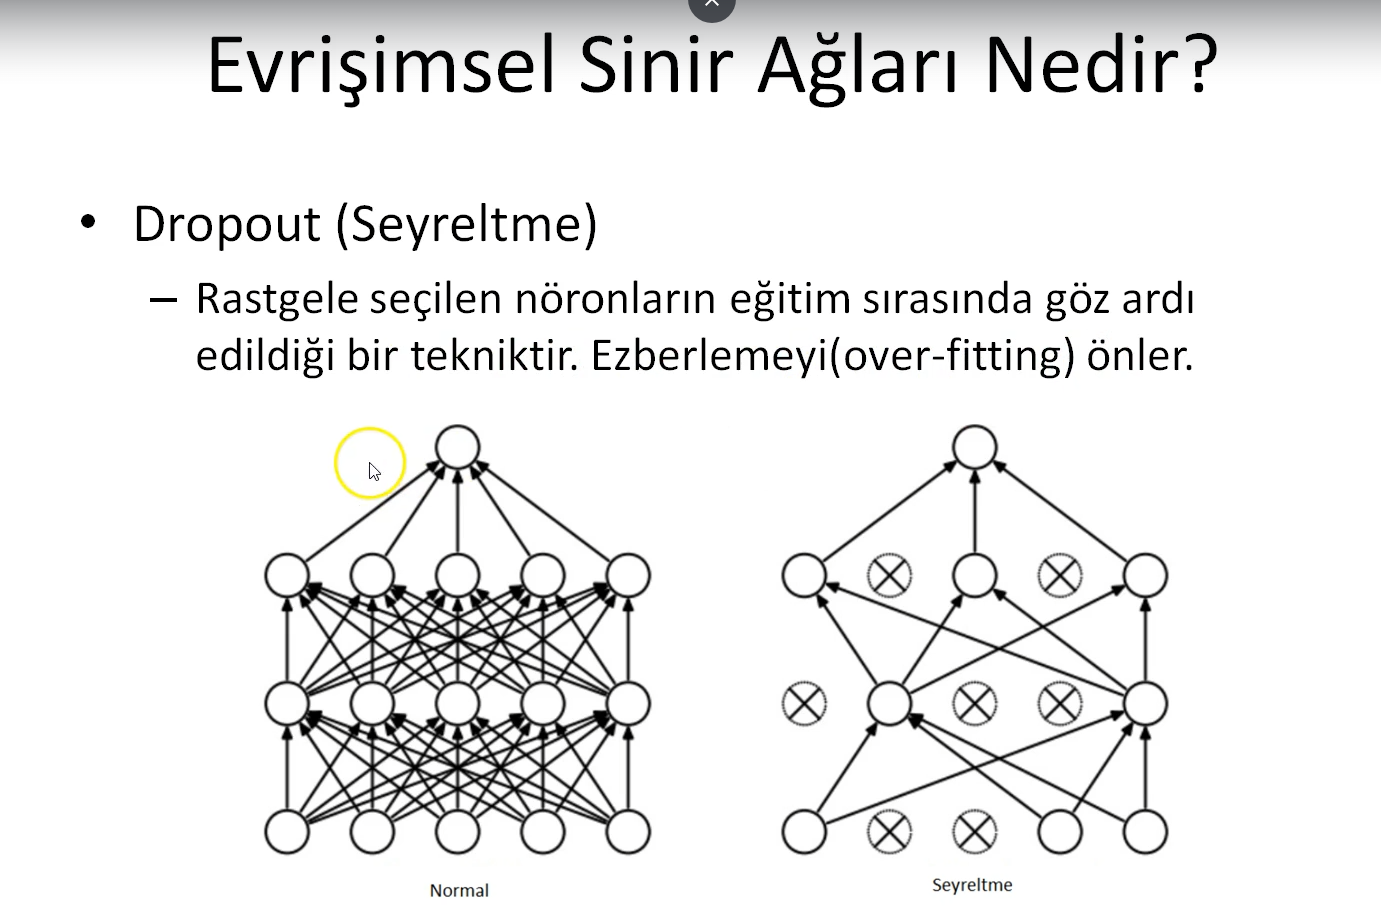 Evrişimsel Sinir Ağları Nedir?
• Dropout (Seyreltme)
– Rastgele seçilen nöronların eğitim sırasında göz ardı
edildiği bir tekniktir. Ezberlemeyi(over-fitting) önler.
Normal
Seyreltme